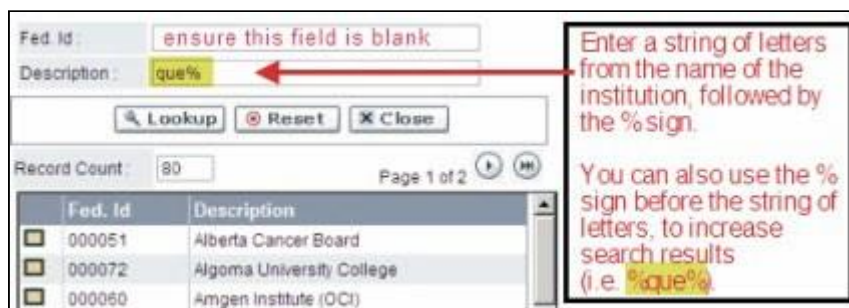 Fed. Id :
ensure this field is blank
Description :
que%
Lookup
Reset
Close
Record Count :
80
Page 1 of 2
Fed. Id Description
000051 Alberta Cancer Board
000072 Algoma University College
000060 Amgen Institute (OCI)
Enter a string of letters
from the name of the
institution, followed by
the % sign.
You can also use the %
sign before the string of
letters, to increase
search results
(i.e. %que%).